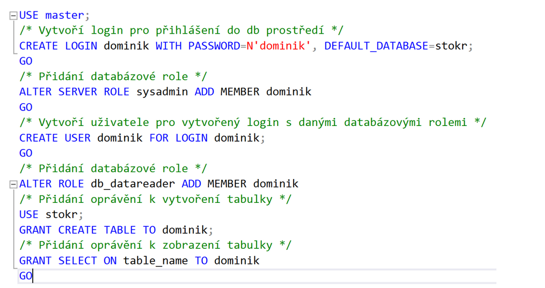 USE master;
/* Vytvoří login pro přihlášení do db prostředí */
CREATE LOGIN dominik WITH PASSWORD=N'dominik', DEFAULT_DATABASE=stokr;
GO
/* Přidání databázové role */
ALTER SERVER ROLE sysadmin ADD MEMBER dominik
GO
/* Vytvoří uživatele pro vytvořený login s danými databázovými rolemi */
CREATE USER dominik FOR LOGIN dominik;
GO
/* Přidání databázové role */
ALTER ROLE db_datareader ADD MEMBER dominik
/* Přidání oprávění k vytvoření tabulky */
USE stokr;
GRANT CREATE TABLE TO dominik;
/* Přidání oprávění k zobrazení tabulky */
GRANT SELECT ON table_name TO dominik
GO